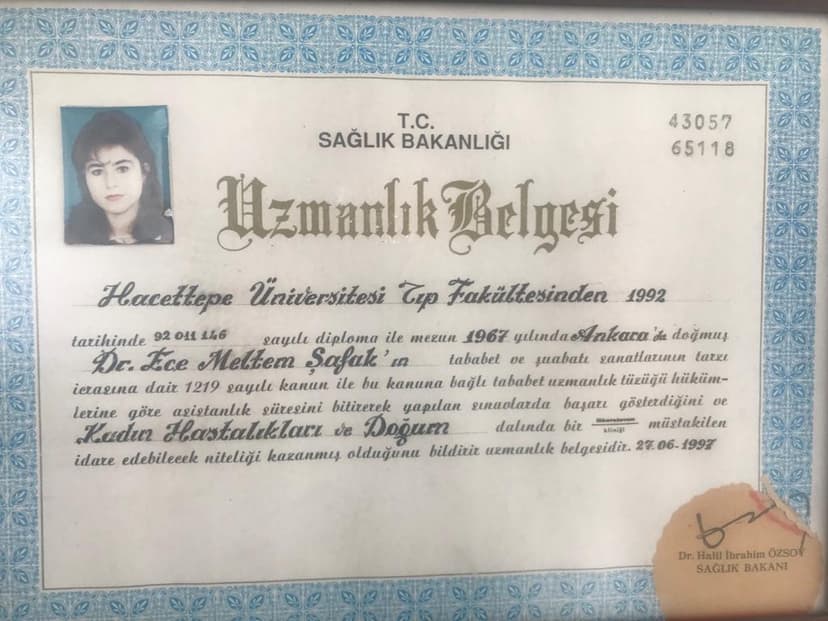 T.C.
SAĞLIK BAKANLIĞI
43057
65118
Uzmanlık Belgesi
Hacettepe Üniversitesi Tıp Fakültesinden 1992
tarihinde 92 011 146 sayılı diploma ile mezun 1967 yılında Ankara'da doğmuş
Dr. Ece Meltem Şafak'ın tababet ve şuabatı sanatlarının tarzı
icrasına dair 1219 sayılı kanun ile bu kanuna bağlı tababet uzmanlık tüzüğü hüküm-
lerine göre asistanlık süresini bitirerek yapılan sınavlarda başarı gösterdiğini ve
Kadın Hastalıkları ve Doğum dalında bir kliniği müstakilen
idare edebilecek niteliği kazanmış olduğunu bildirir uzmanlık belgesidir. 27.06.1997
Dr. Halil İbrahim ÖZSOY
SAĞLIK BAKANI